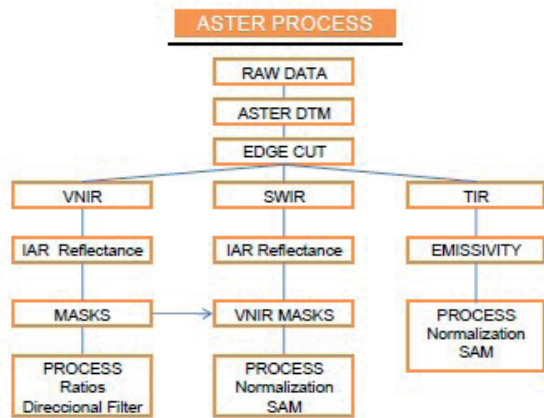 ASTER PROCESS
RAW DATA
ASTER DTM
EDGE CUT
VNIR
SWIR
TIR
IAR Reflectance
IAR Reflectance
EMISSIVITY
MASKS
VNIR MASKS
PROCESS
Normalization
SAM
PROCESS
Ratios
Direccional Filter
PROCESS
Normalization
SAM